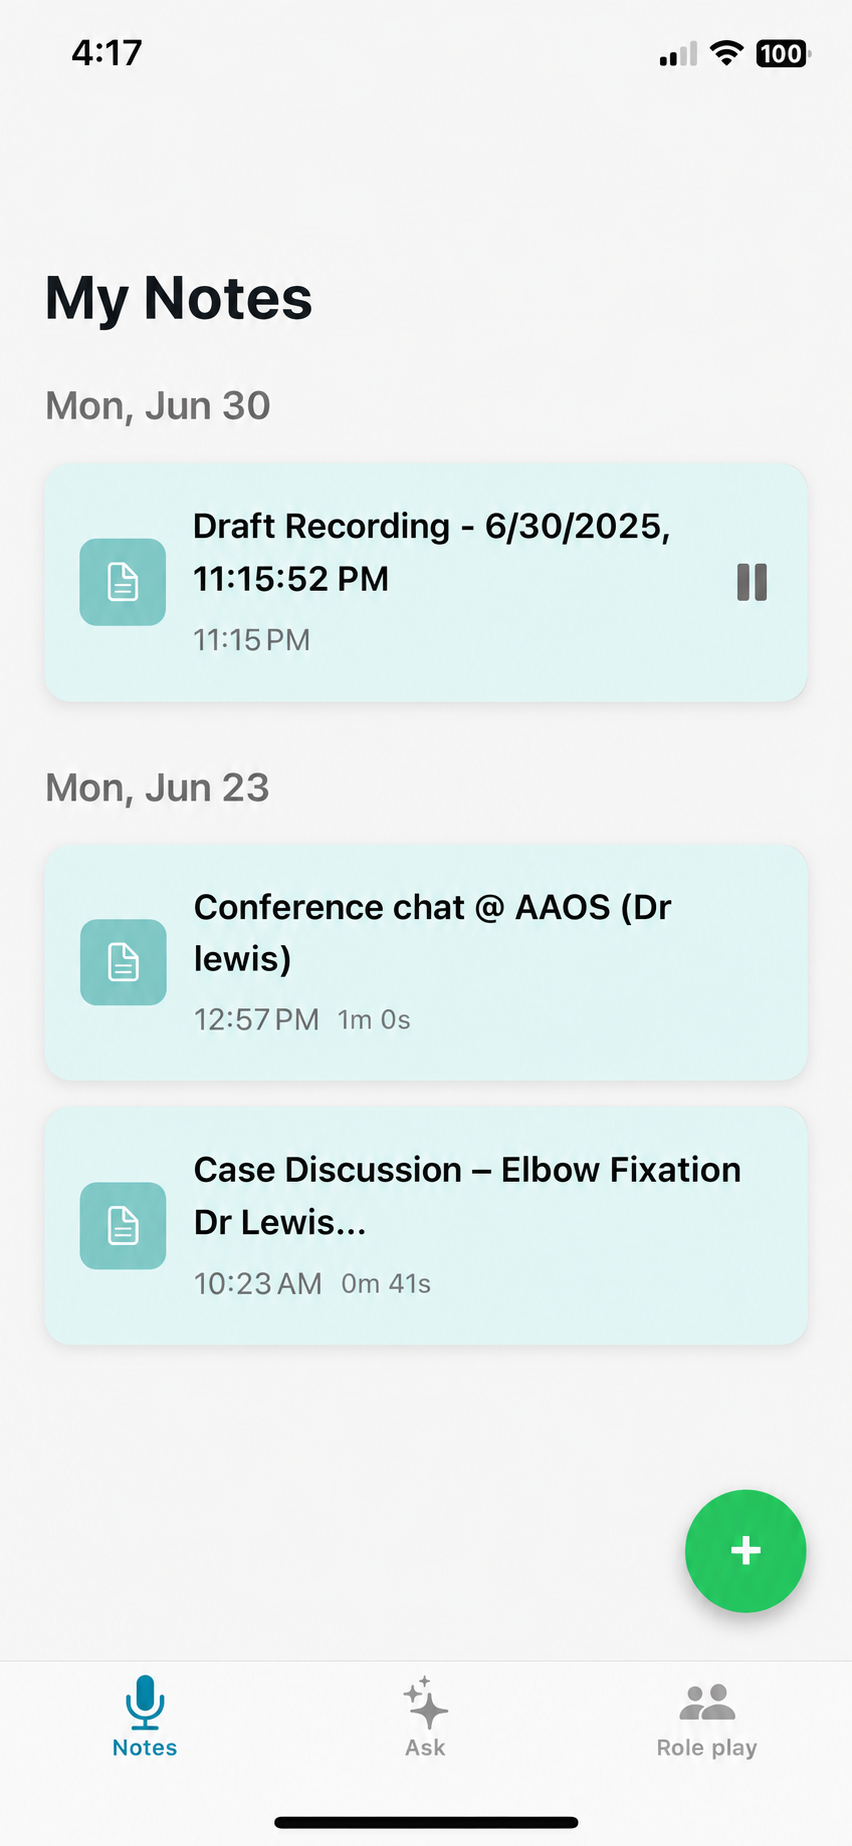 4:17
100
My Notes
Mon, Jun 30
Draft Recording - 6/30/2025,
11:15:52 PM
11:15 PM
Mon, Jun 23
Conference chat @ AAOS (Dr
lewis)
12:57 PM 1m 0s
Case Discussion – Elbow Fixation
Dr Lewis...
10:23 AM 0m 41s
Notes
Ask
Role play